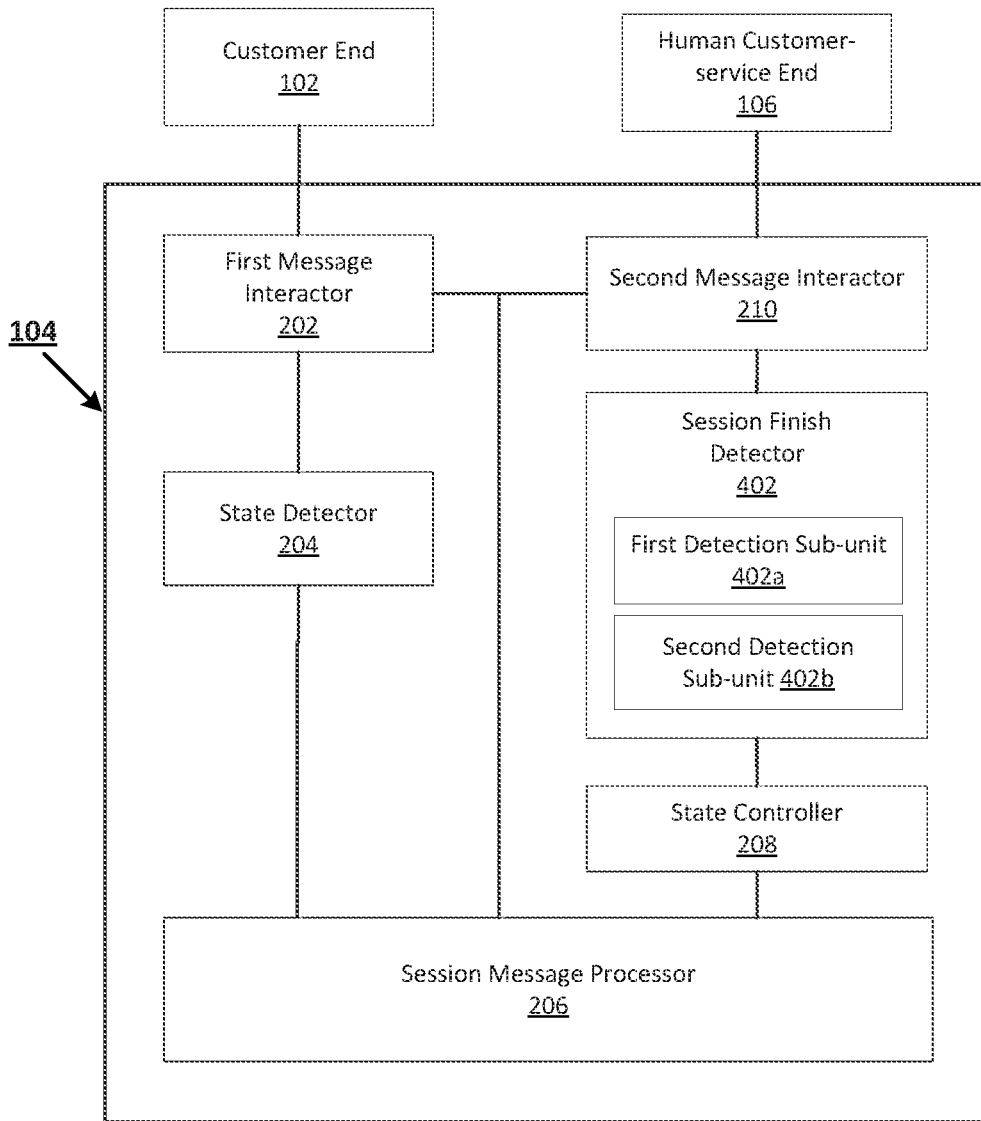 Customer End
102
Human Customer-
service End
106
First Message
Interactor
202
Second Message Interactor
210
104
Session Finish
Detector
402
State Detector
204
First Detection Sub-unit
402a
Second Detection
Sub-unit 402b
State Controller
208
Session Message Processor
206